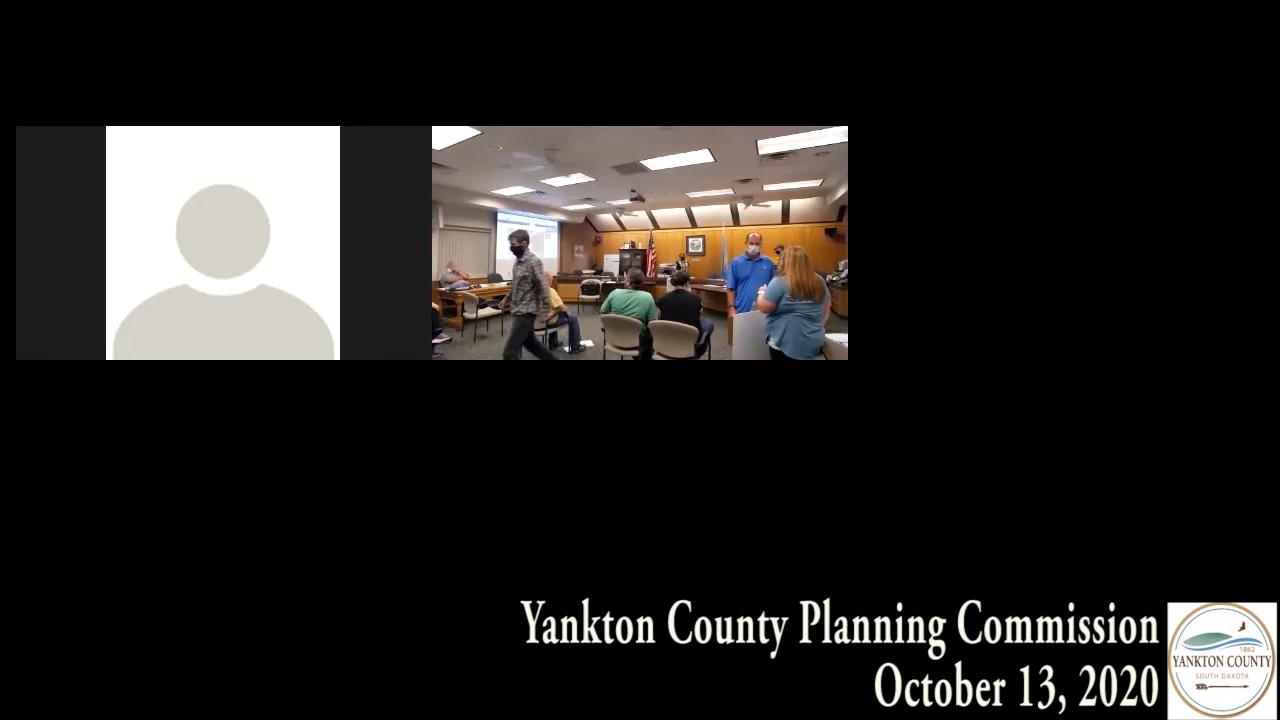 Yankton County Planning Commission
October 13, 2020
1862
YANKTON COUNTY
SOUTH DAKOTA